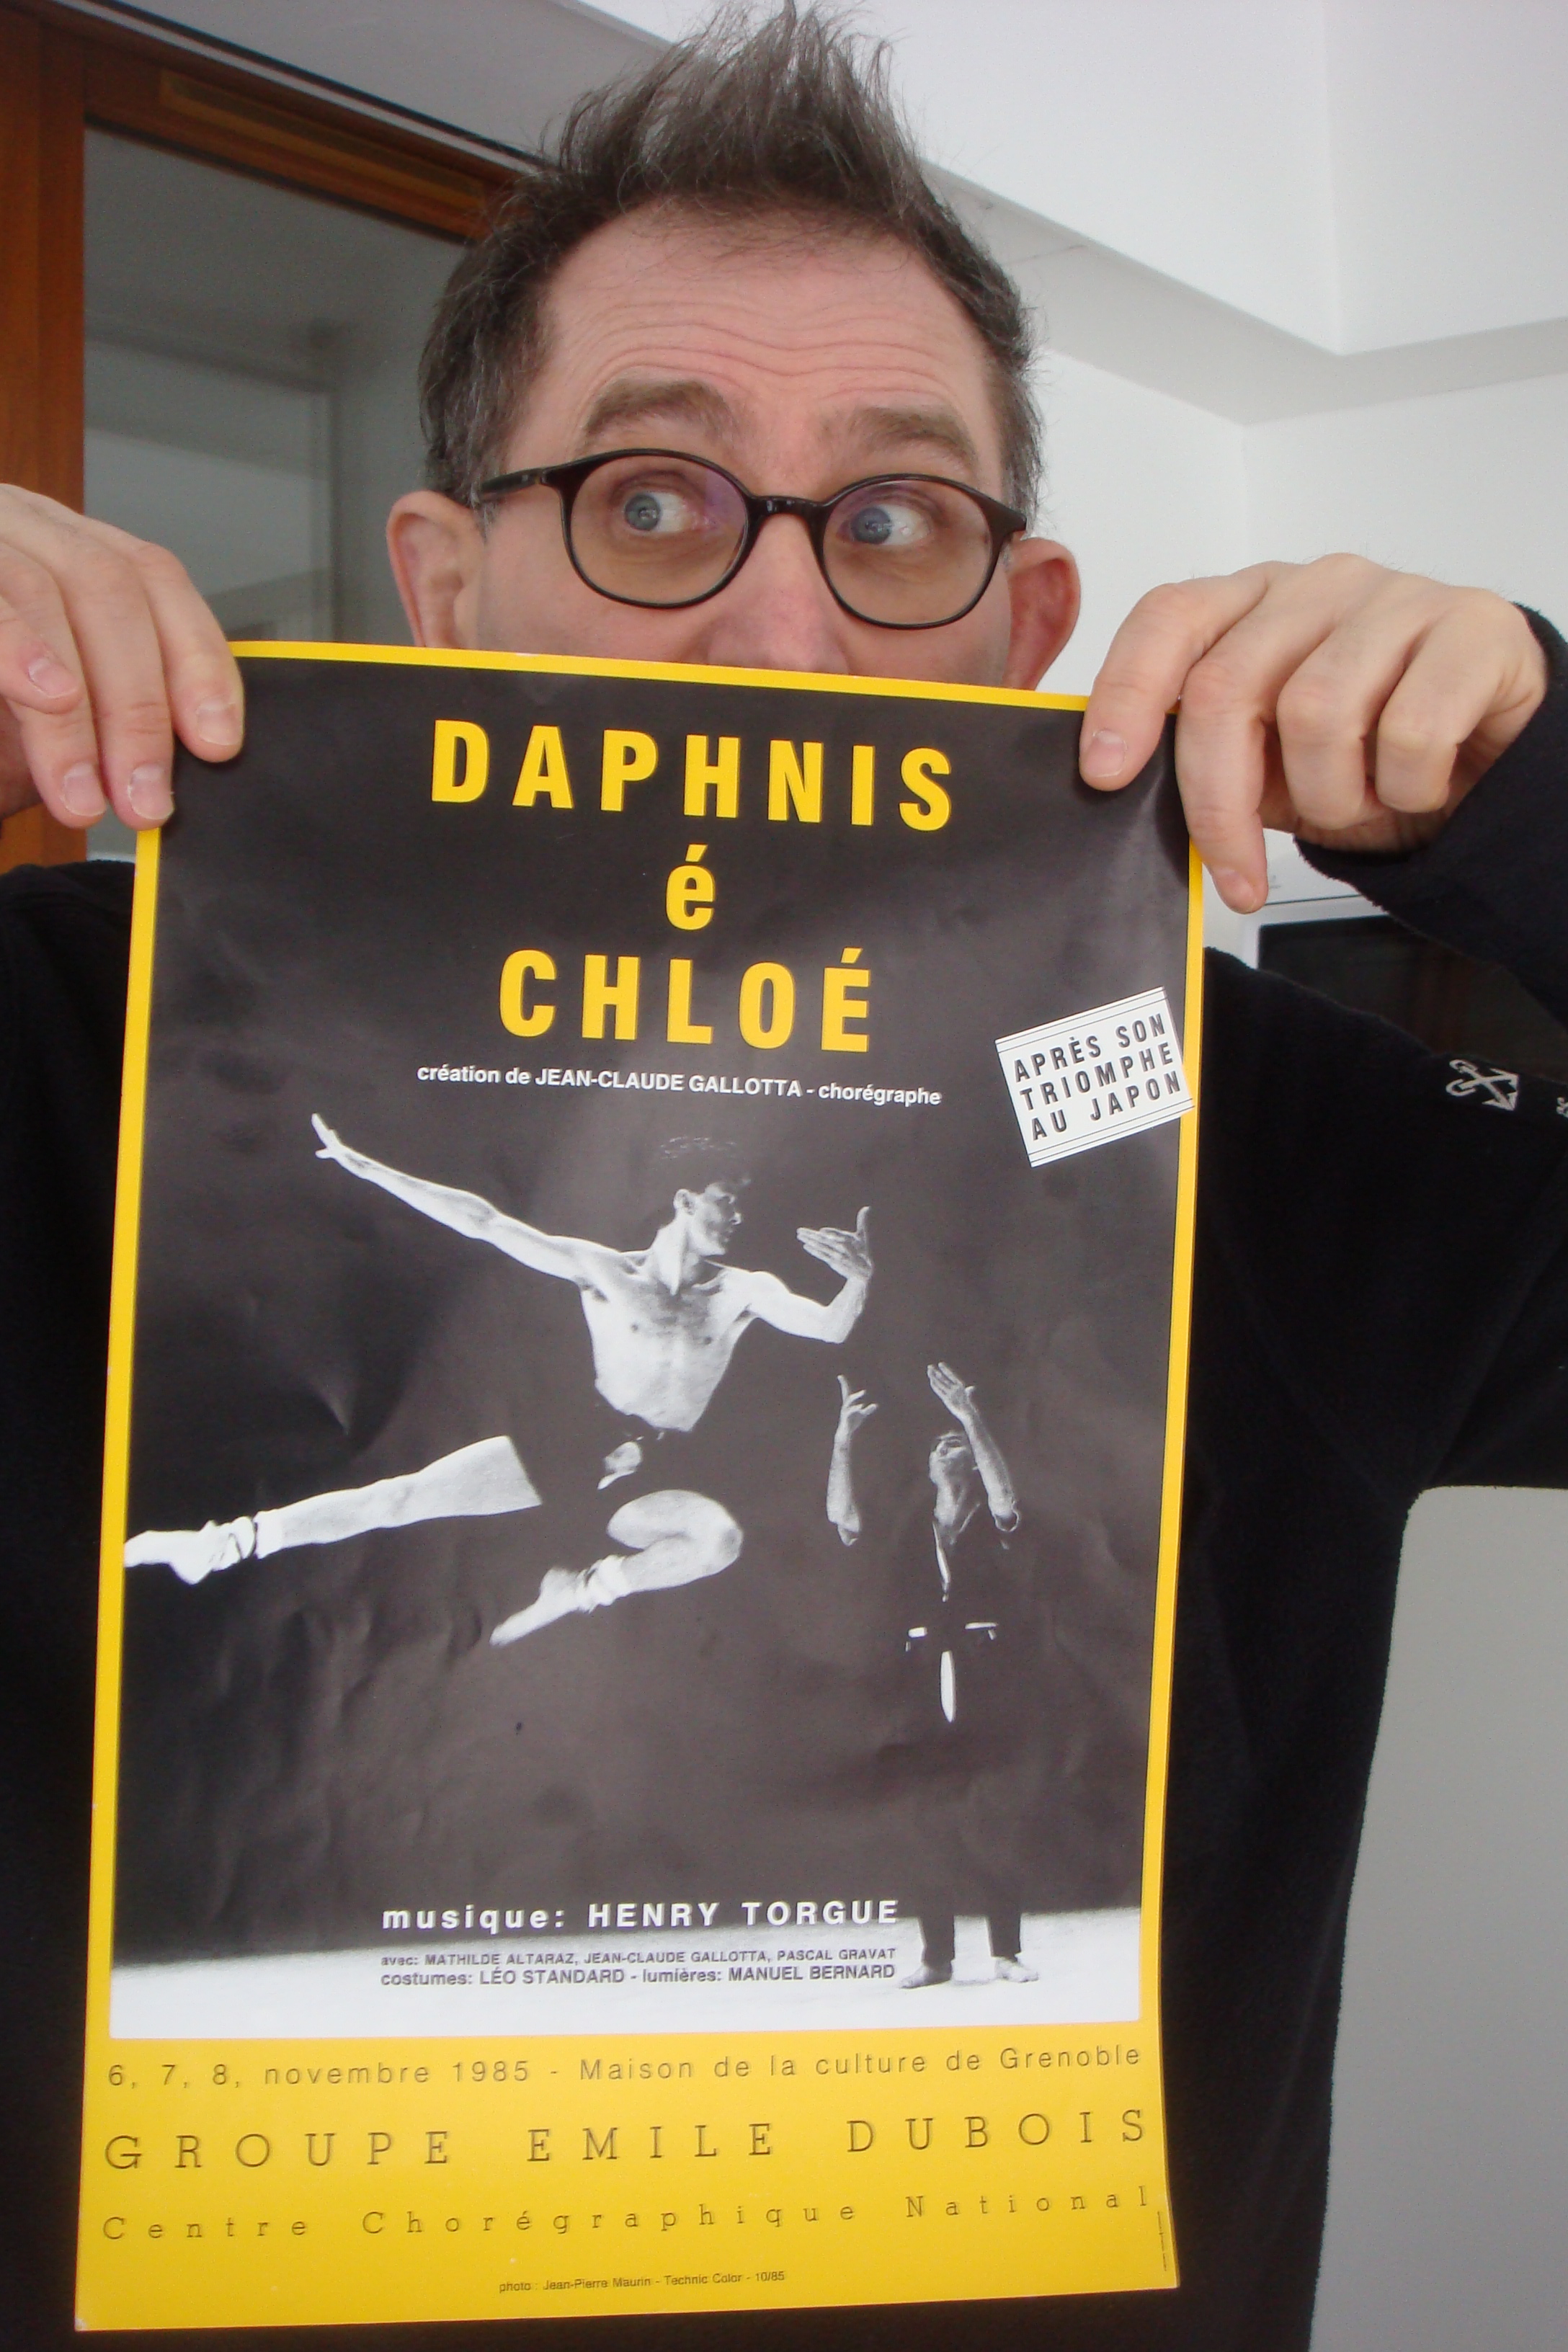 DAPHNIS
é
CHLOÉ
création de JEAN-CLAUDE GALLOTTA - chorégraphe
APRÈS SON
TRIOMPHE
AU JAPON
musique: HENRY TORGUE
avec: MATHILDE ALTARAZ, JEAN-CLAUDE GALLOTTA, PASCAL GRAVAT
costumes: LÉO STANDARD - lumières: MANUEL BERNARD
6, 7, 8, novembre 1985 - Maison de la culture de Grenoble
GROUPE EMILE DUBOIS
Centre Chorégraphique National
photo : Jean-Pierre Maurin - Technic Color - 10/85